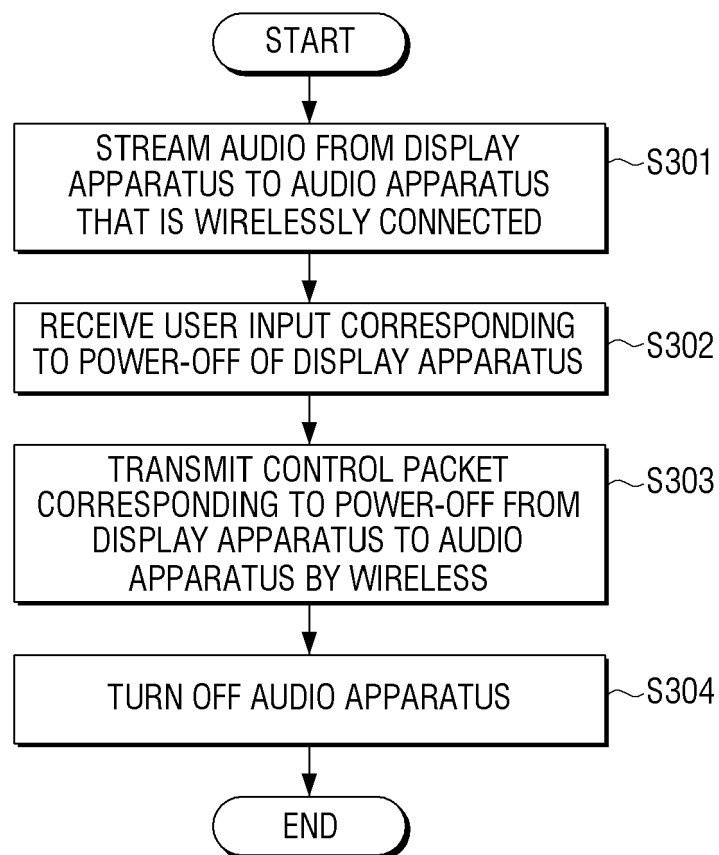 START
STREAM AUDIO FROM DISPLAY
APPARATUS TO AUDIO APPARATUS
THAT IS WIRELESSLY CONNECTED
S301
RECEIVE USER INPUT CORRESPONDING
TO POWER-OFF OF DISPLAY APPARATUS
S302
TRANSMIT CONTROL PACKET
CORRESPONDING TO POWER-OFF FROM
DISPLAY APPARATUS TO AUDIO
APPARATUS BY WIRELESS
S303
TURN OFF AUDIO APPARATUS
S304
END